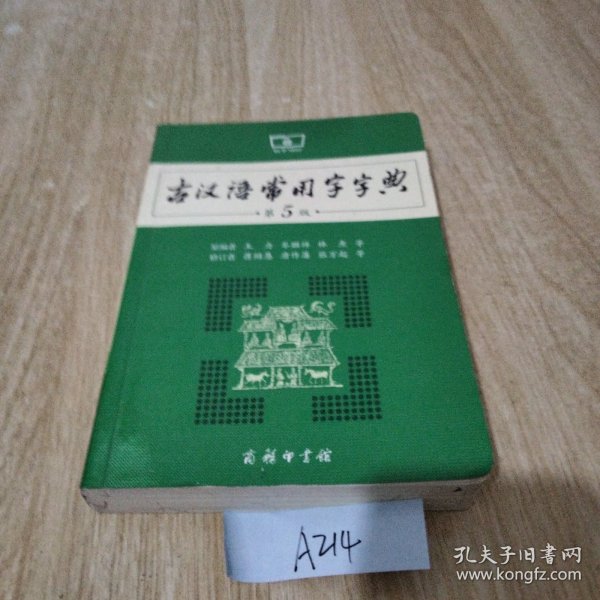 古汉语常用字字典
第5版
原编者 王力 岑麒祥 林焘 等
修订者 蒋绍愚 唐作藩 张万起 等
商务印书馆
A214
孔夫子旧书网
www.kongfz.com